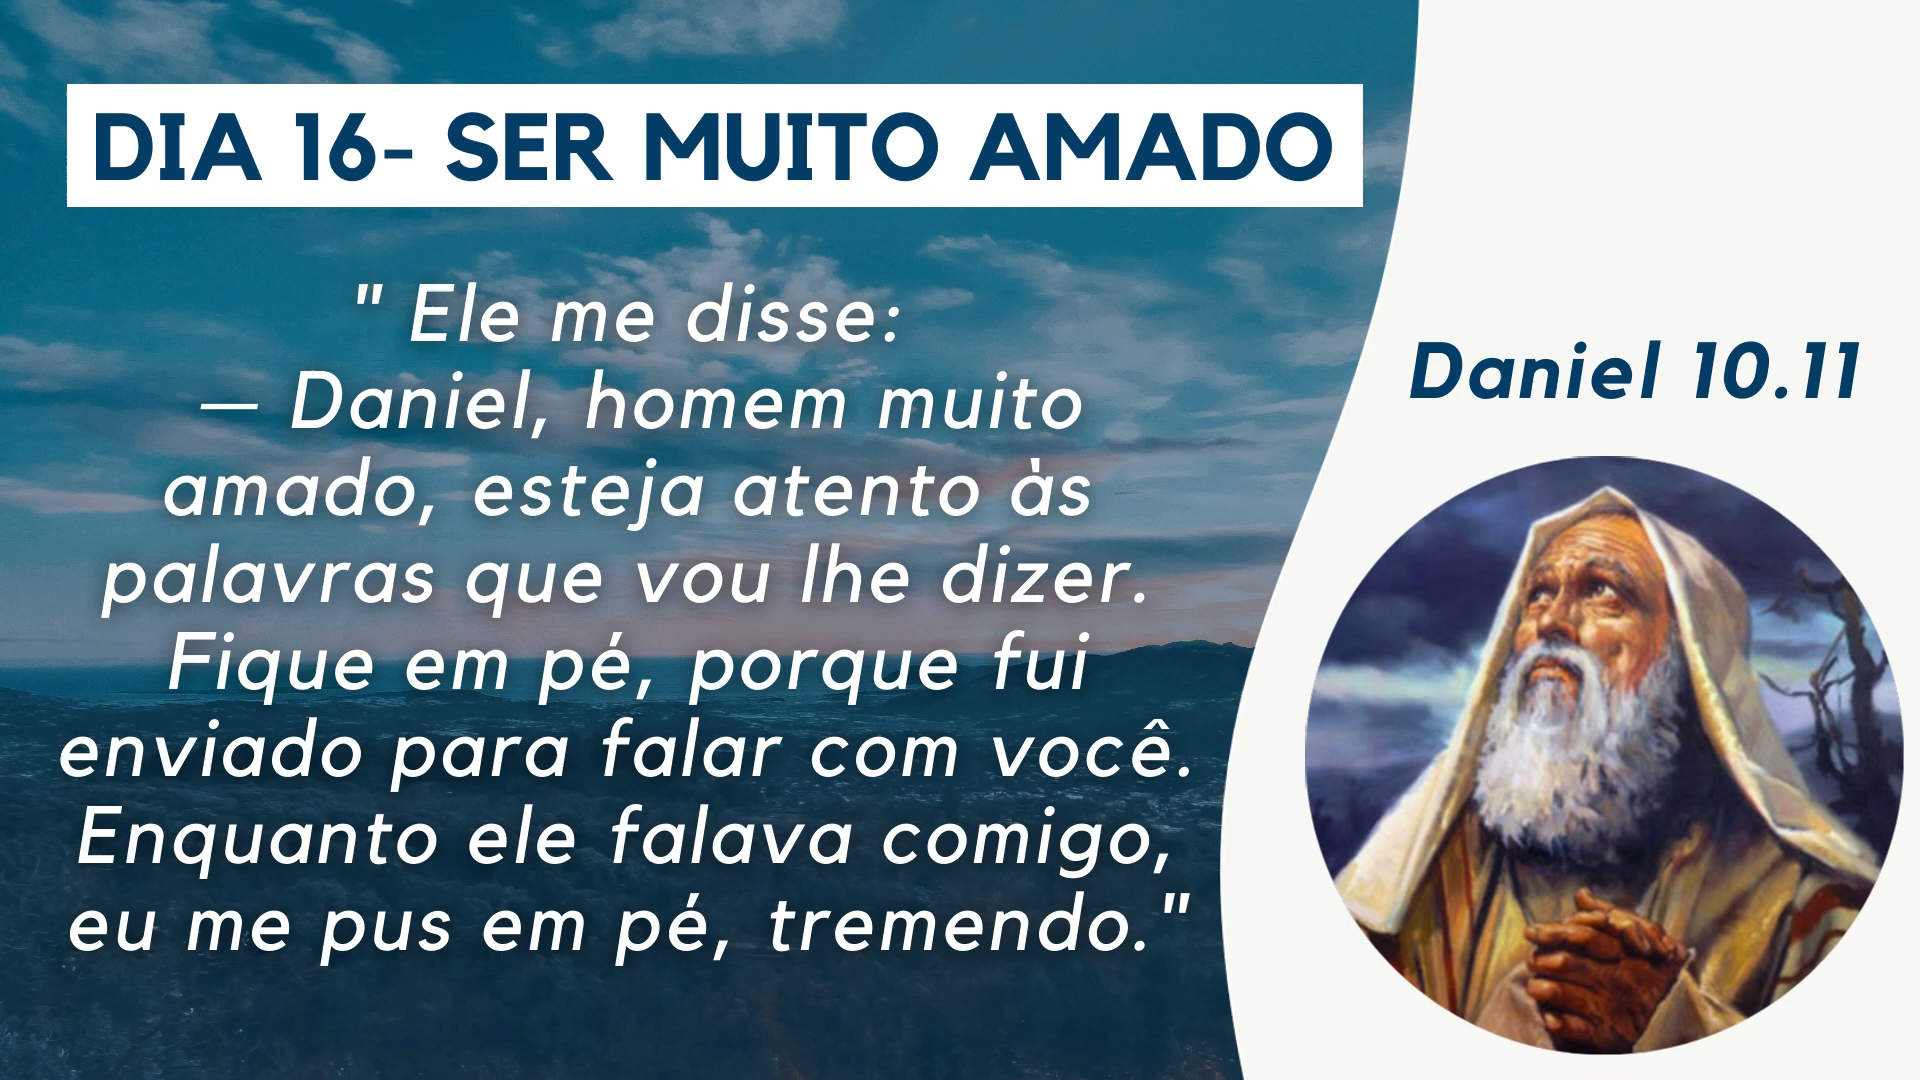 DIA 16- SER MUITO AMADO
" Ele me disse:
— Daniel, homem muito
amado, esteja atento às
palavras que vou lhe dizer.
Fique em pé, porque fui
enviado para falar com você.
Enquanto ele falava comigo,
eu me pus em pé, tremendo."
Daniel 10.11